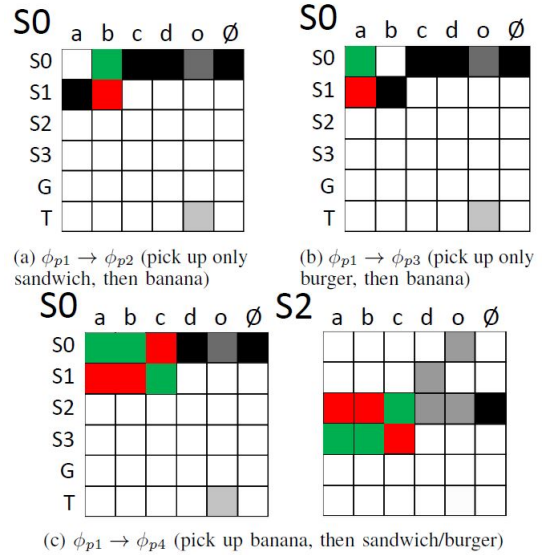 S0
a b c d o Ø
S0
S1
S2
S3
G
T
(a) ϕp1 → ϕp2 (pick up only
sandwich, then banana)
S0
a b c d o Ø
S0
S1
S2
S3
G
T
(b) ϕp1 → ϕp3 (pick up only
burger, then banana)
S0
a b c d o Ø
S0
S1
S2
S3
G
T
S2
a b c d o Ø
(c) ϕp1 → ϕp4 (pick up banana, then sandwich/burger)